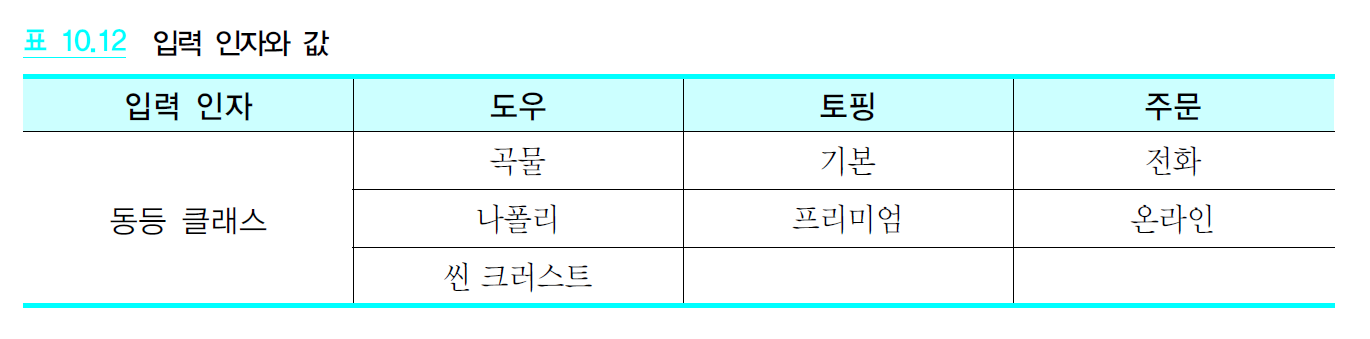 표 10.12 입력 인자와 값
입력 인자 도우 토핑 주문
곡물 기본 전화
동등 클래스 나폴리 프리미엄 온라인
씬 크러스트